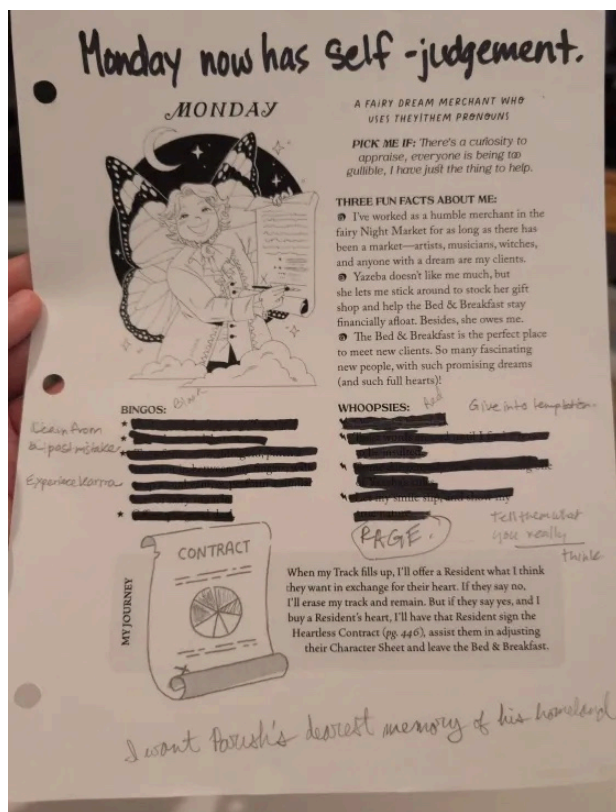 Monday now has self-judgement.
MONDAY
A FAIRY DREAM MERCHANT WHO
USES THEY|THEM PRONOUNS
PICK ME IF: There's a curiosity to
appraise, everyone is being too
gullible, I have just the thing to help.
THREE FUN FACTS ABOUT ME:
I've worked as a humble merchant in the
fairy Night Market for as long as there has
been a market—artists, musicians, witches,
and anyone with a dream are my clients.
Yazeba doesn't like me much, but
she lets me stick around to stock her gift
shop and help the Bed & Breakfast stay
financially afloat. Besides, she owes me.
The Bed & Breakfast is the perfect place
to meet new clients. So many fascinating
new people, with such promising dreams
(and such full hearts)!
BINGOS:
Learn from
a past mistake
Experience karma
WHOOPSIES:
Red
Give into temptation
my smile slip, and show my
RAGE.
Tell them what
you really
think
CONTRACT
MY JOURNEY
When my Track fills up, I'll offer a Resident what I think
they want in exchange for their heart. If they say no,
I'll erase my track and remain. But if they say yes, and I
buy a Resident's heart, I'll have that Resident sign the
Heartless Contract (pg. 446), assist them in adjusting
their Character Sheet and leave the Bed & Breakfast.
I want Parish's dearest memory of his homeland